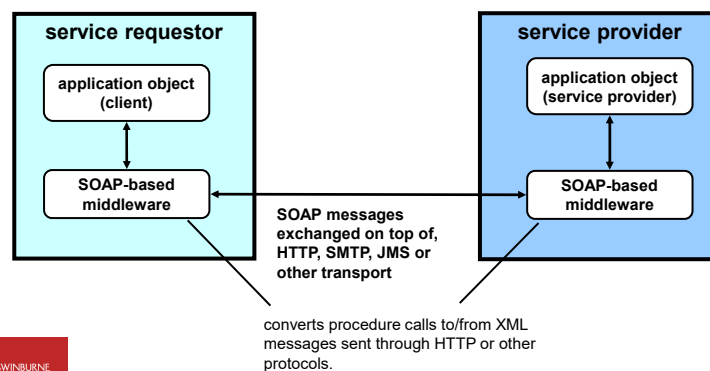 service requestor
application object
(client)
SOAP-based
middleware
service provider
application object
(service provider)
SOAP-based
middleware
SOAP messages
exchanged on top of,
HTTP, SMTP, JMS or
other transport
converts procedure calls to/from XML
messages sent through HTTP or other
protocols.
SWINBURNE